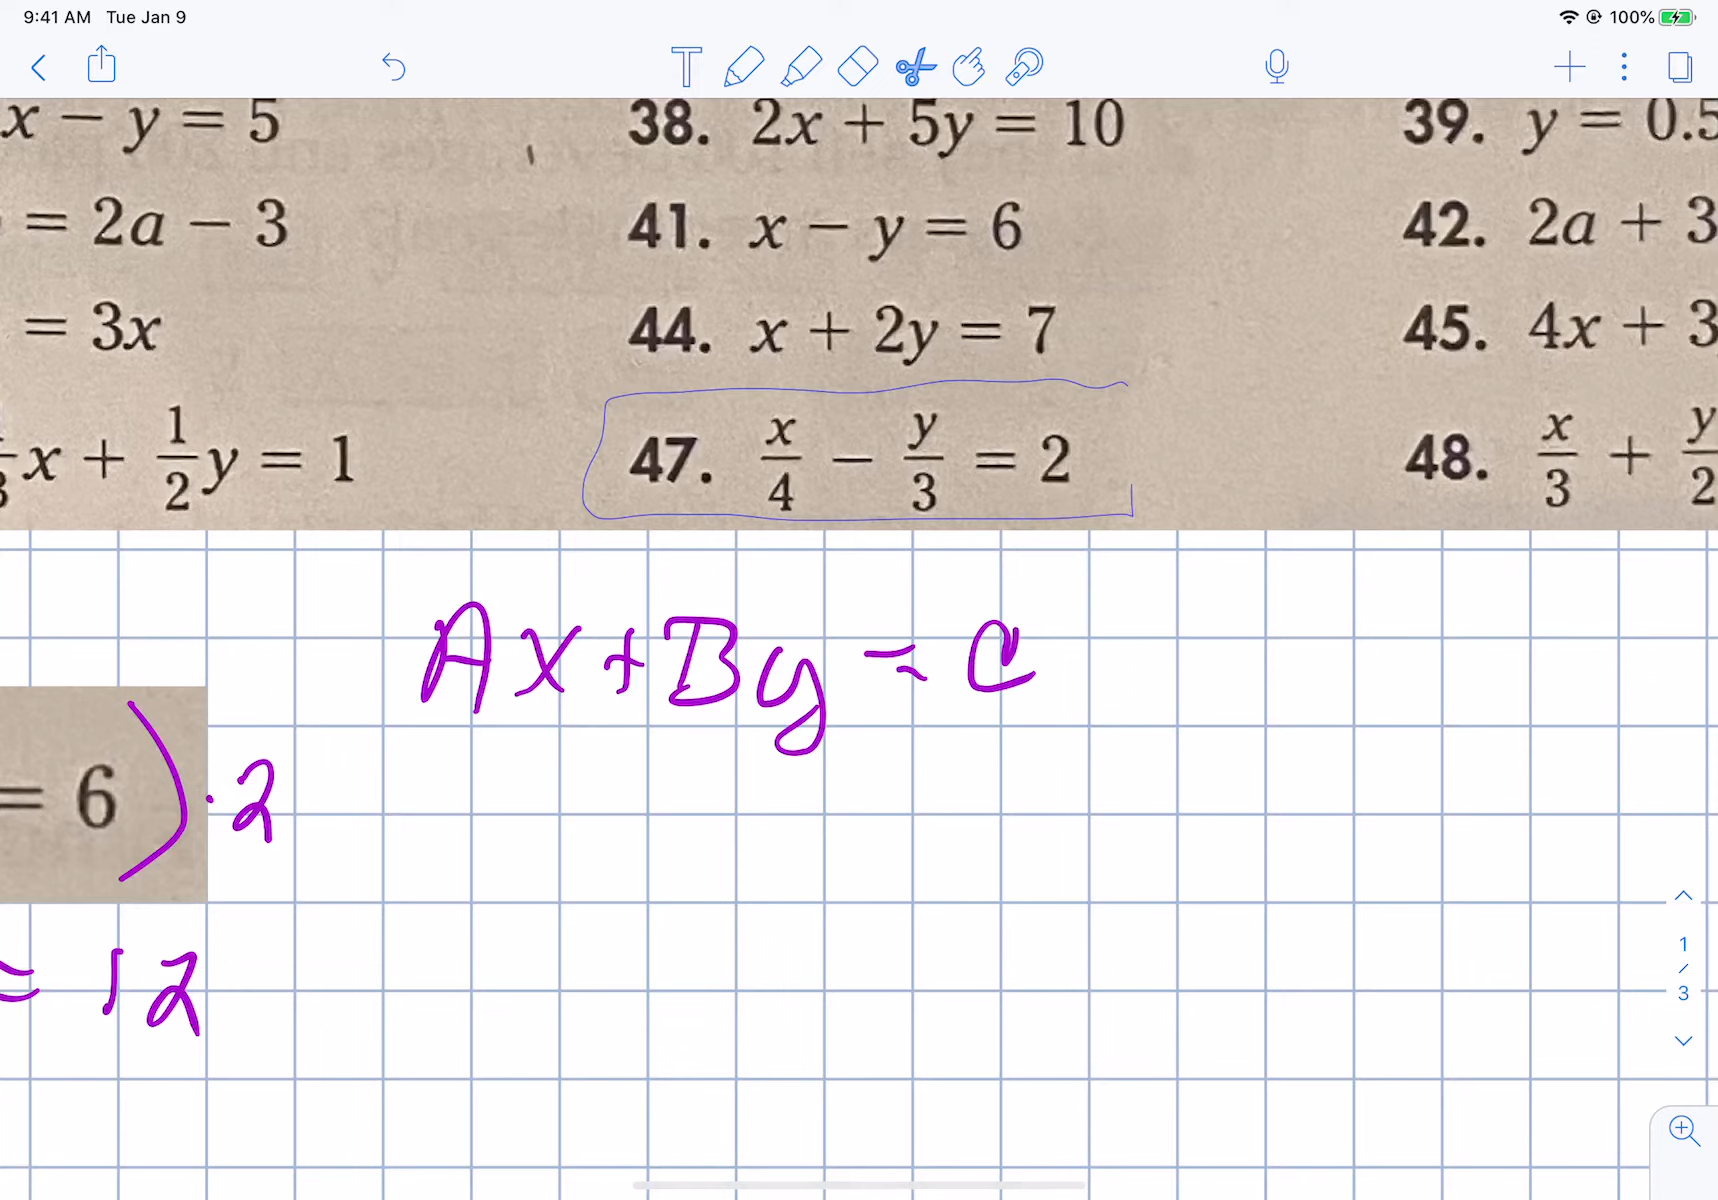 9:41 AM Tue Jan 9
100%
x − y = 5
38. 2x + 5y = 10
39. y = 0.5
= 2a − 3
41. x − y = 6
42. 2a + 3
= 3x
44. x + 2y = 7
45. 4x + 3
x + 1/2 y = 1
47. x/4 − y/3 = 2
48. x/3 + y/2
Ax + By = C
= 6 ) · 2
= 12
1
/
3